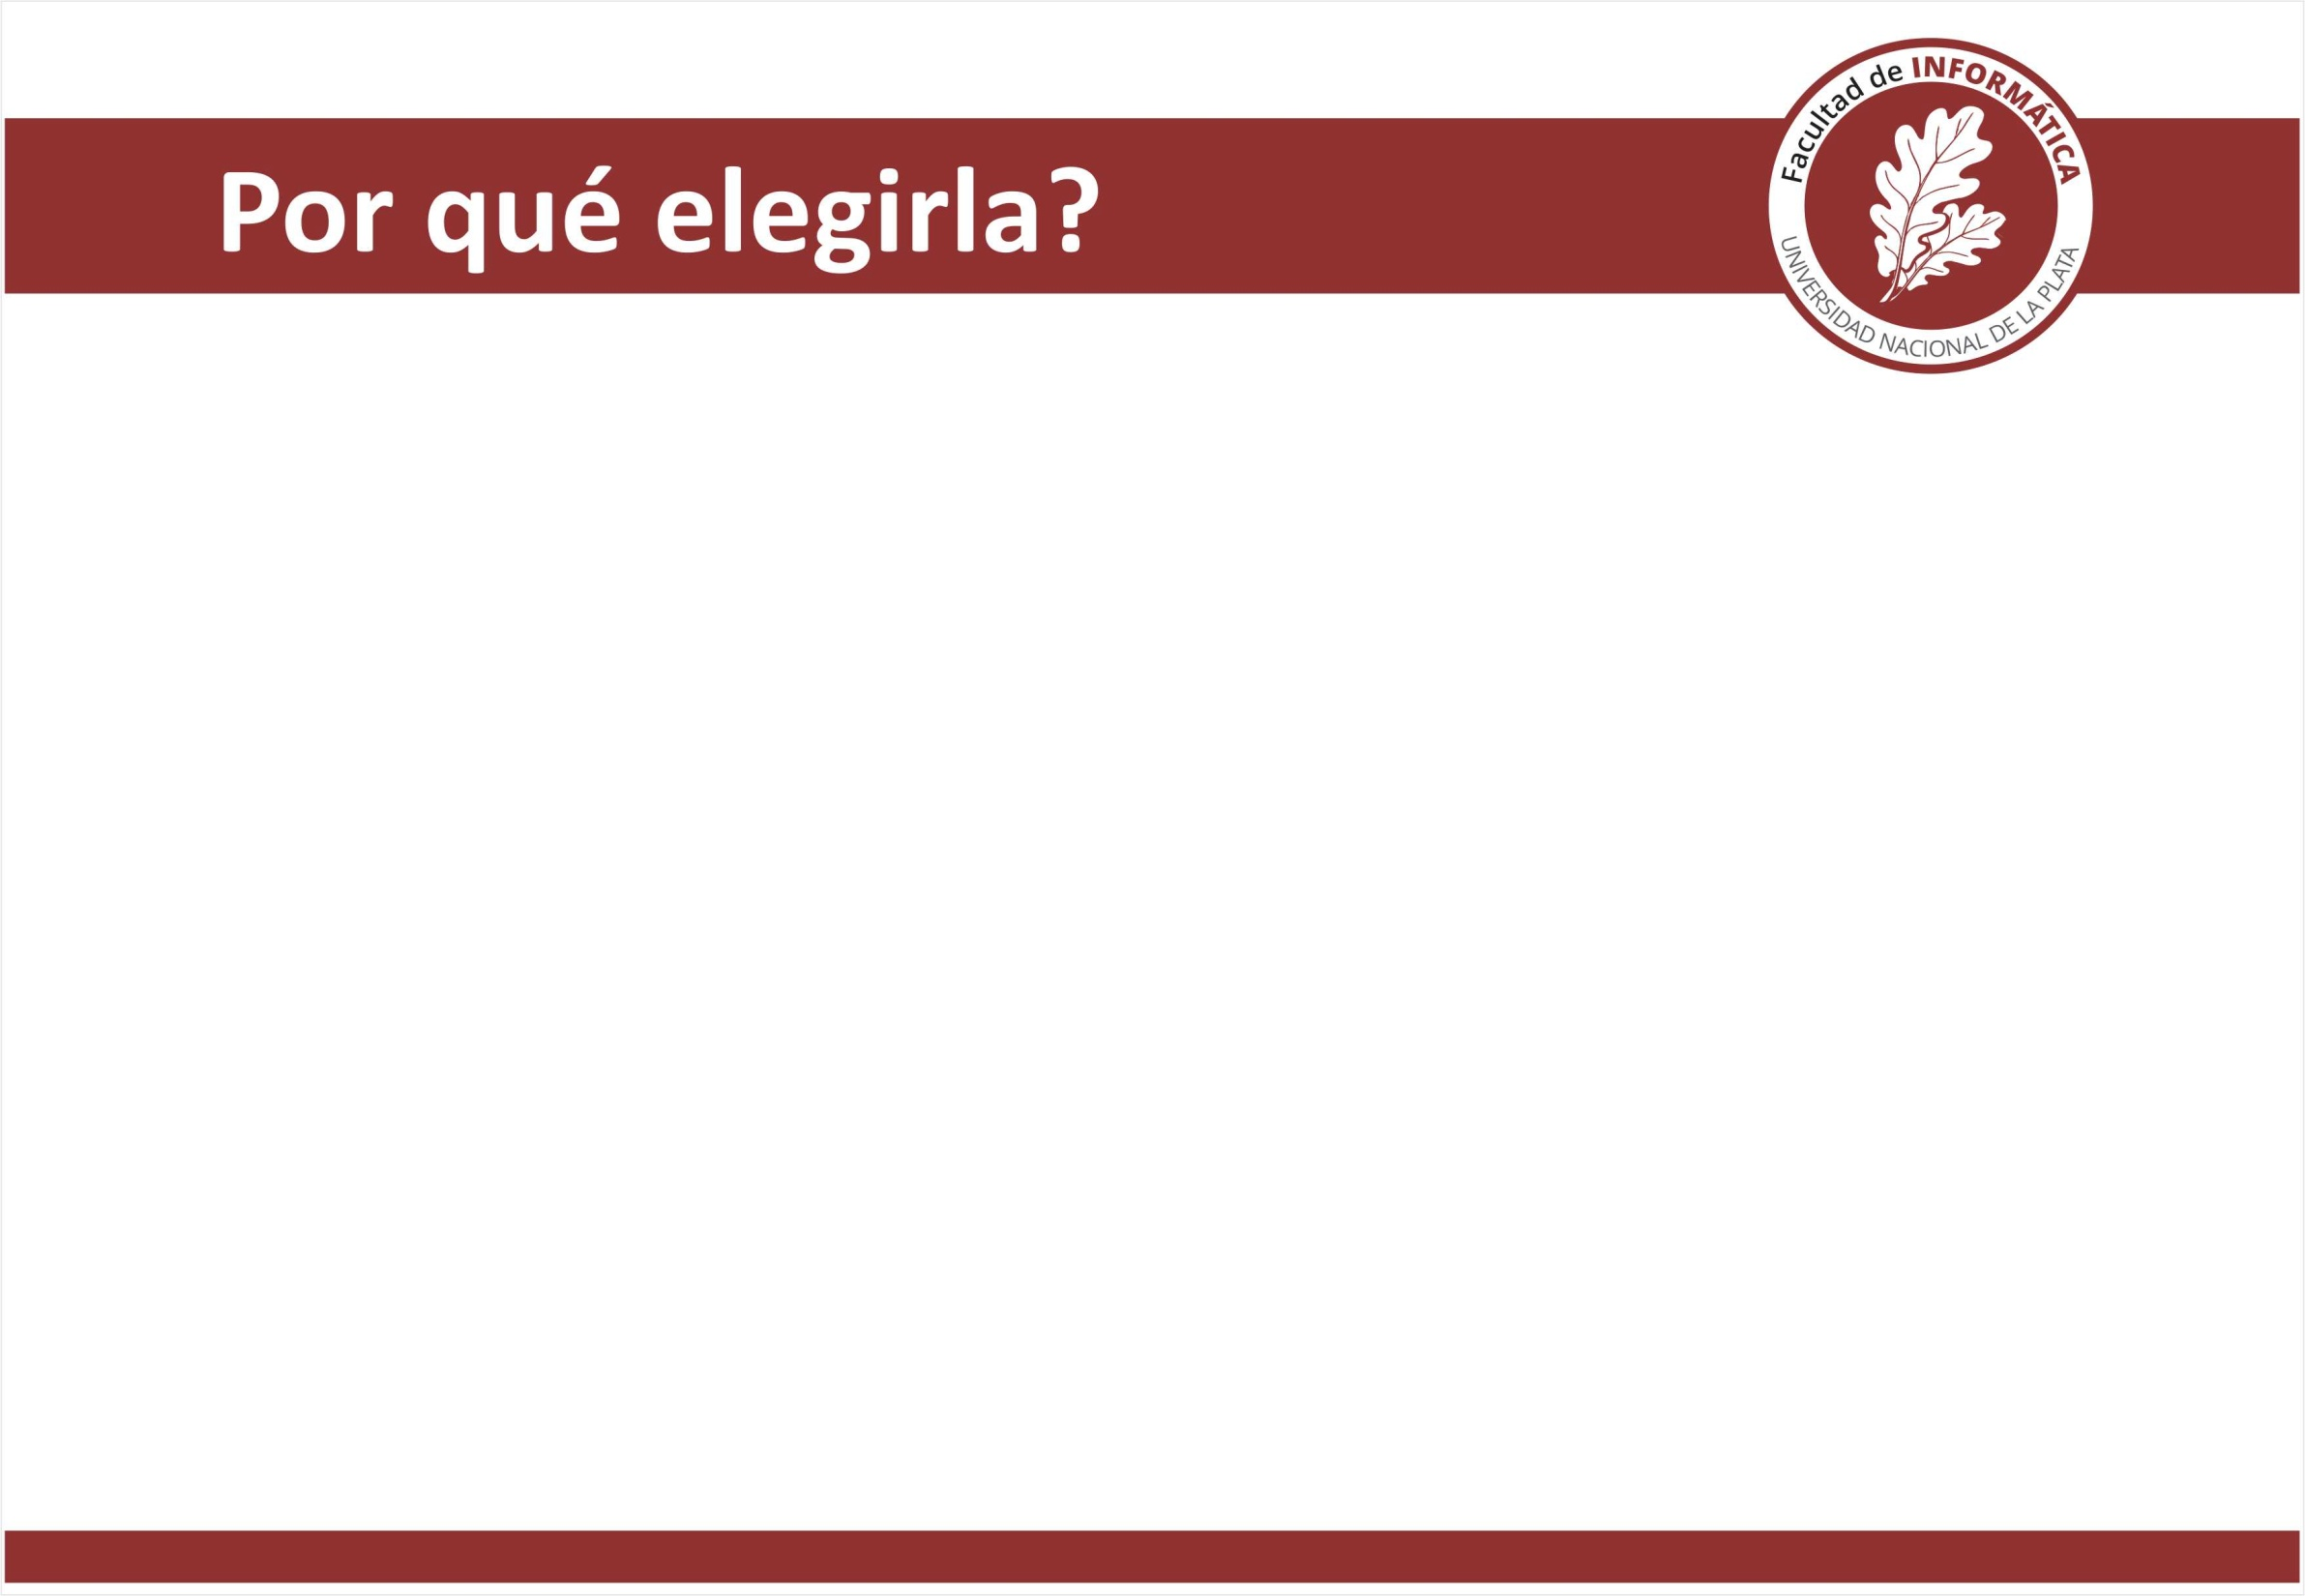 Por qué elegirla?
Facultad de INFORMÁTICA
UNIVERSIDAD NACIONAL DE LA PLATA